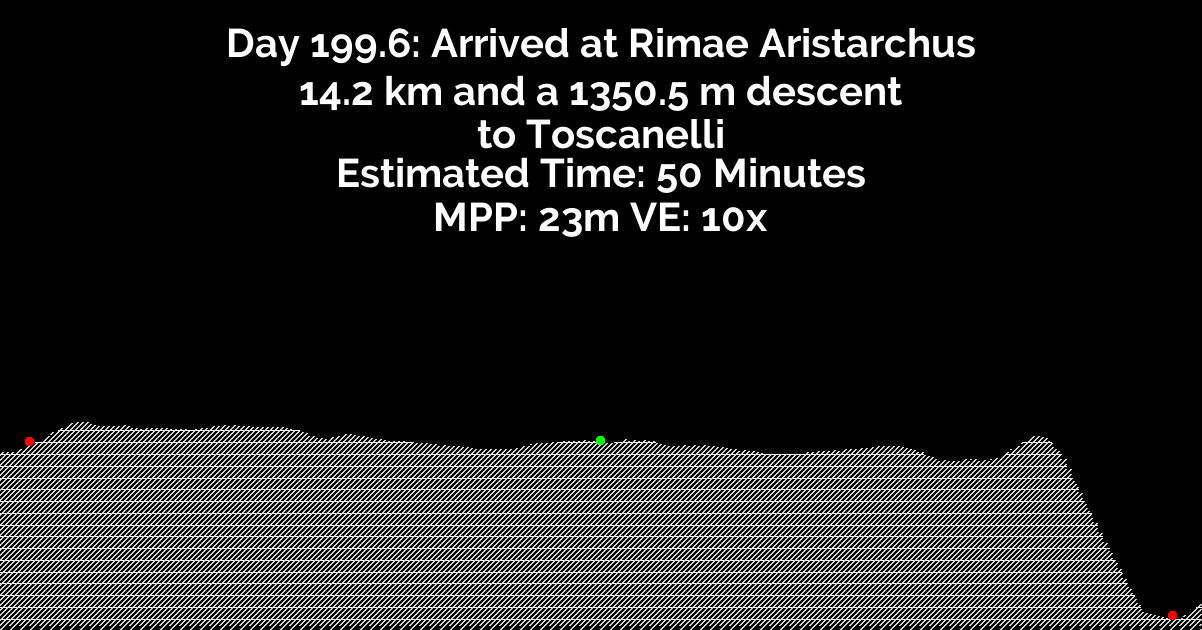 Day 199.6: Arrived at Rimae Aristarchus
14.2 km and a 1350.5 m descent
to Toscanelli
Estimated Time: 50 Minutes
MPP: 23m VE: 10x